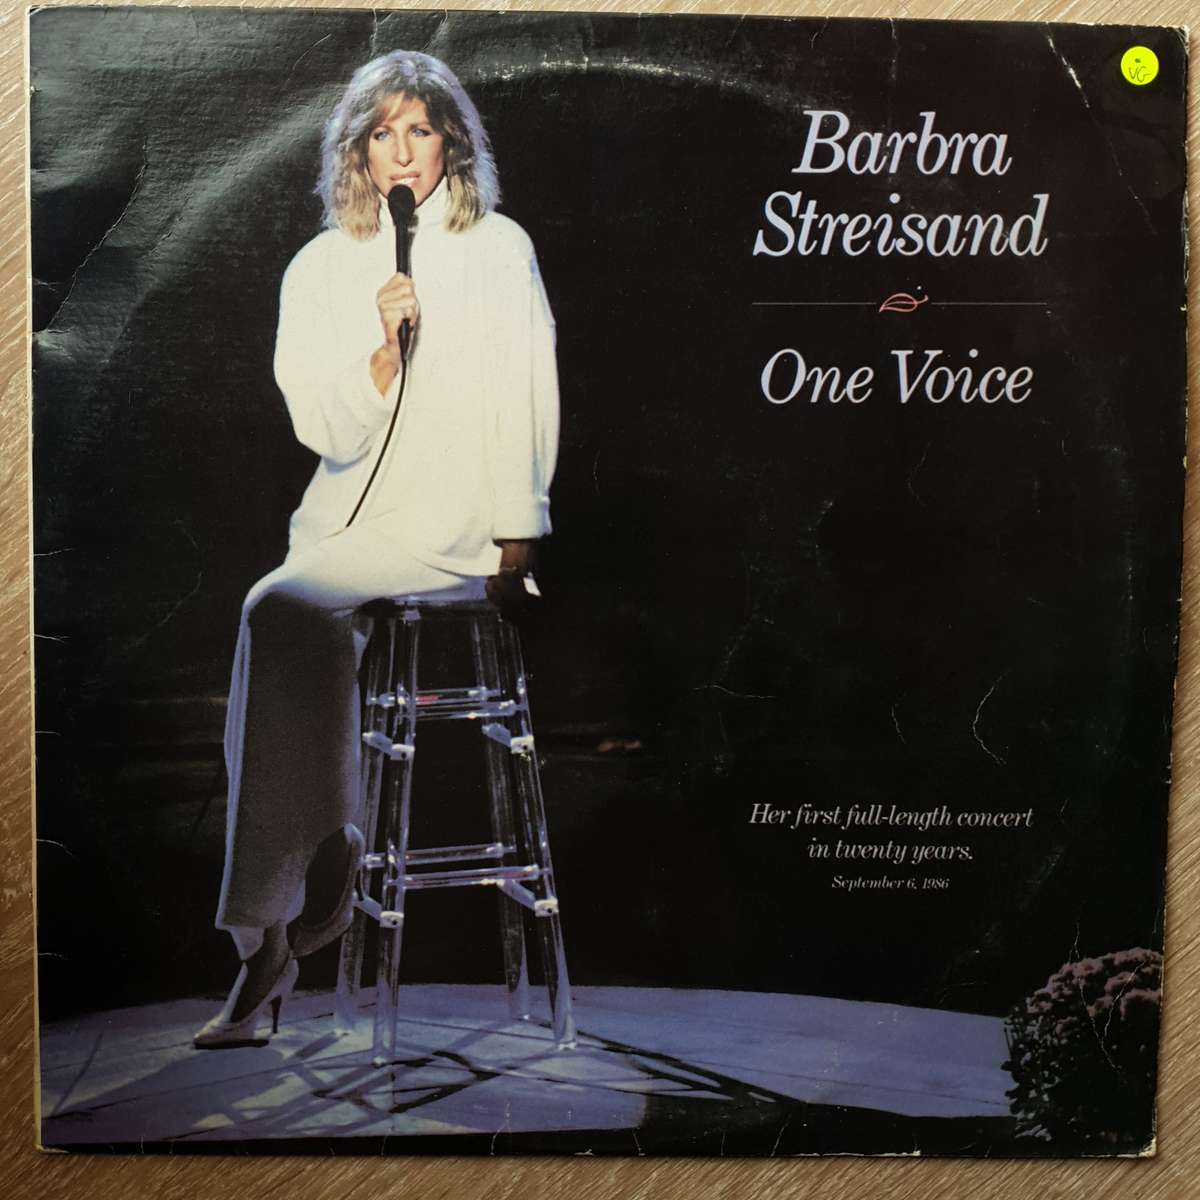 VG
Barbra
Streisand
One Voice
Her first full-length concert
in twenty years.
September 6, 1986